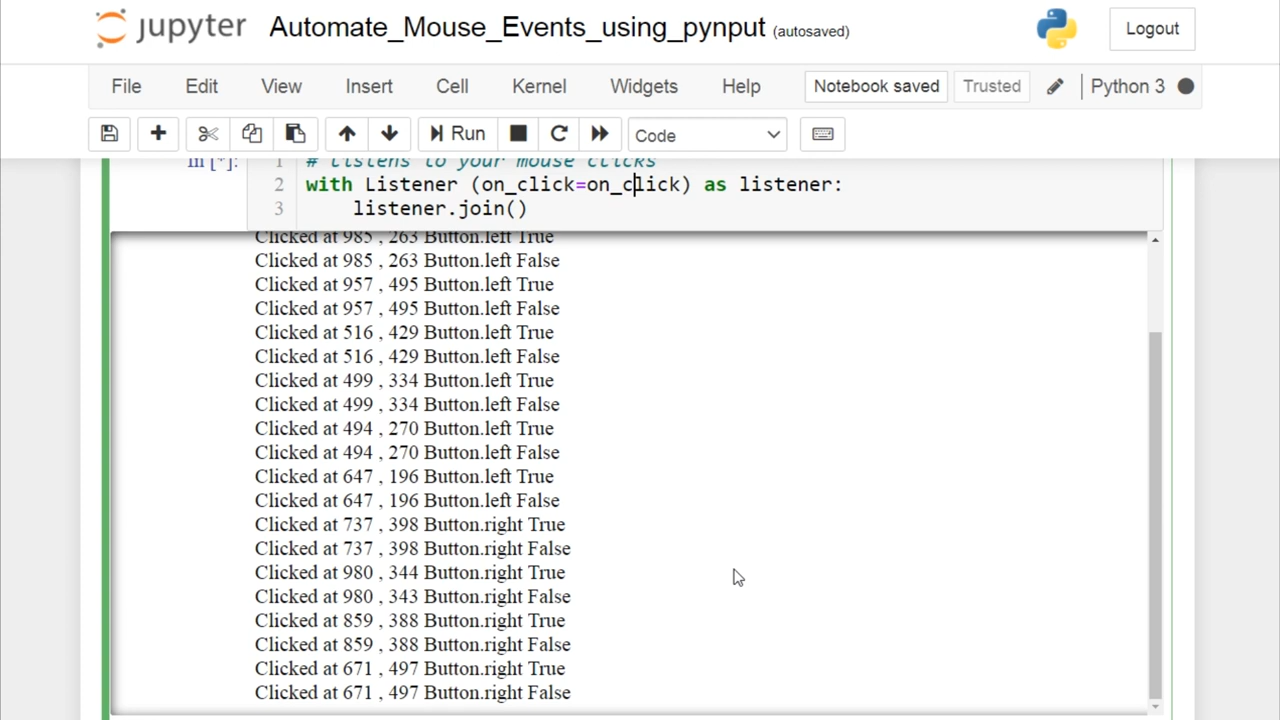 jupyter Automate_Mouse_Events_using_pynput (autosaved) Logout
File Edit View Insert Cell Kernel Widgets Help Notebook saved Trusted Python 3
Run Code
In [*]: 1 # Listens to your mouse clicks
2 with Listener (on_click=on_click) as listener:
3 listener.join()
Clicked at 985 , 263 Button.left True
Clicked at 985 , 263 Button.left False
Clicked at 957 , 495 Button.left True
Clicked at 957 , 495 Button.left False
Clicked at 516 , 429 Button.left True
Clicked at 516 , 429 Button.left False
Clicked at 499 , 334 Button.left True
Clicked at 499 , 334 Button.left False
Clicked at 494 , 270 Button.left True
Clicked at 494 , 270 Button.left False
Clicked at 647 , 196 Button.left True
Clicked at 647 , 196 Button.left False
Clicked at 737 , 398 Button.right True
Clicked at 737 , 398 Button.right False
Clicked at 980 , 344 Button.right True
Clicked at 980 , 343 Button.right False
Clicked at 859 , 388 Button.right True
Clicked at 859 , 388 Button.right False
Clicked at 671 , 497 Button.right True
Clicked at 671 , 497 Button.right False